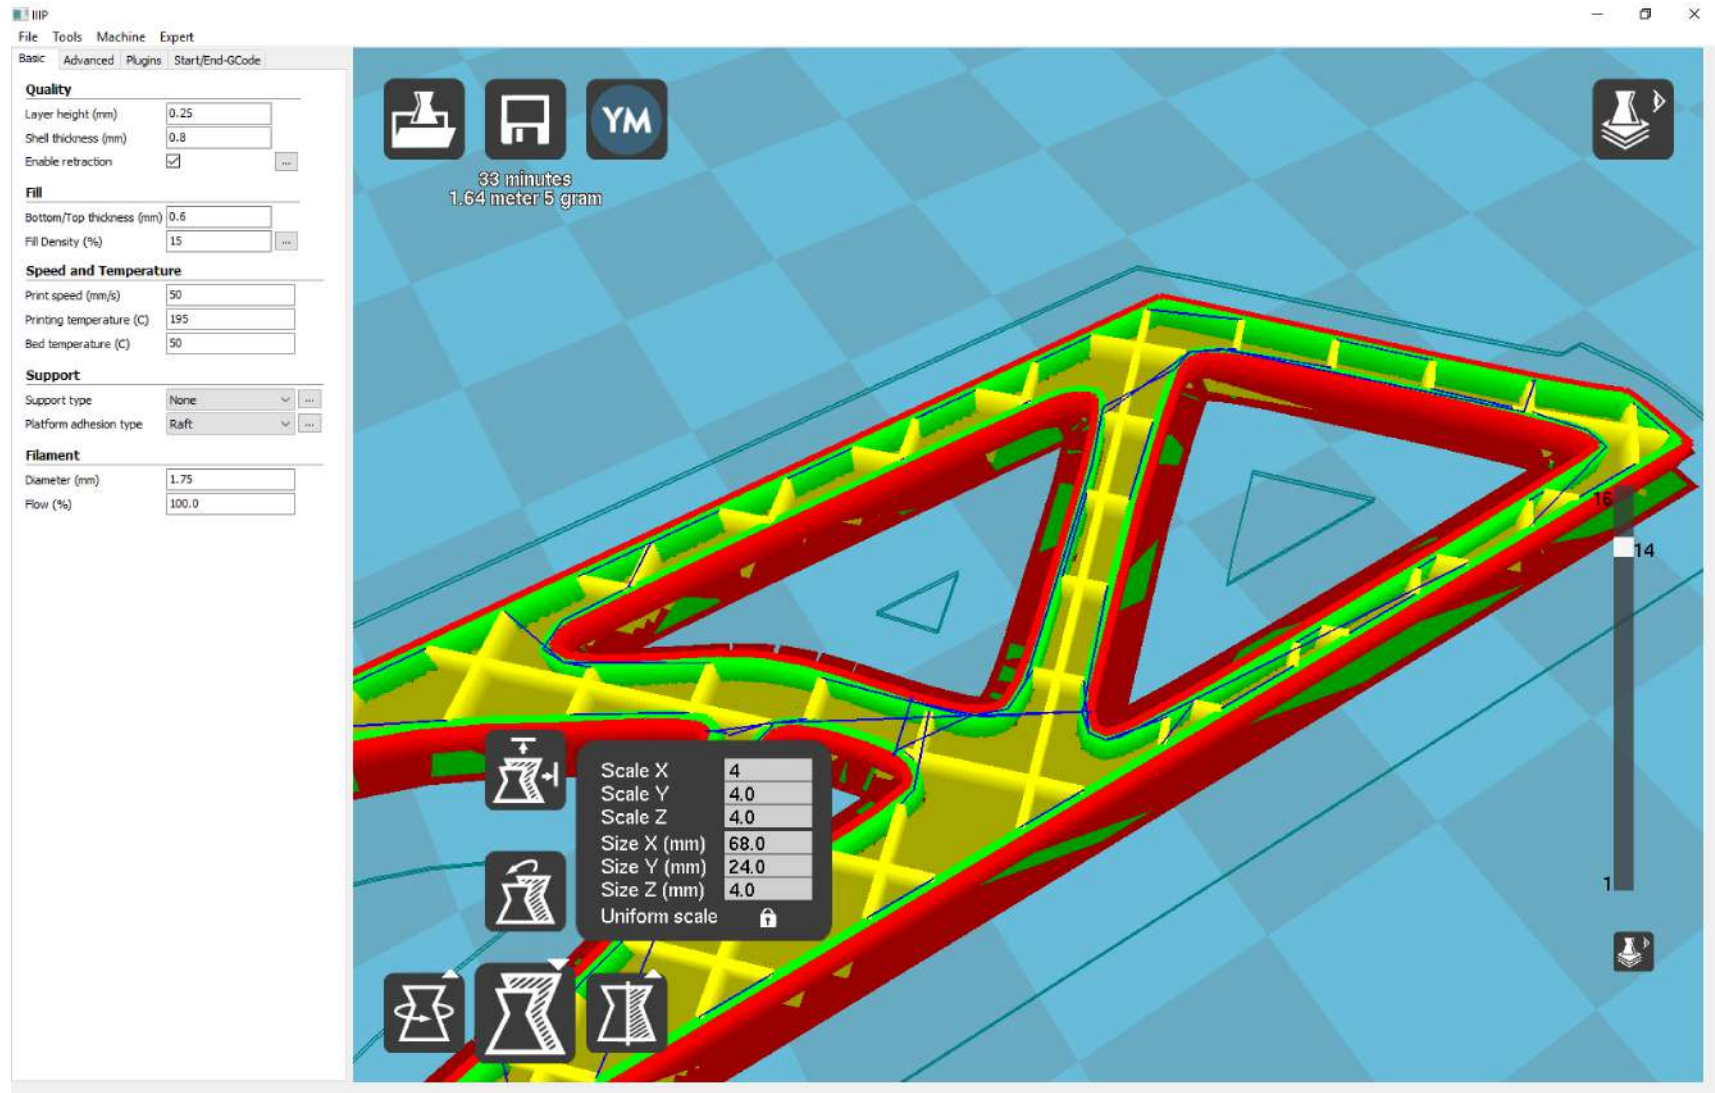 IIIP
File Tools Machine Expert
Basic Advanced Plugins Start/End-GCode
Quality
Layer height (mm) 0.25
Shell thickness (mm) 0.8
Enable retraction ...
Fill
Bottom/Top thickness (mm) 0.6
Fill Density (%) 15 ...
Speed and Temperature
Print speed (mm/s) 50
Printing temperature (C) 195
Bed temperature (C) 50
Support
Support type None ...
Platform adhesion type Raft ...
Filament
Diameter (mm) 1.75
Flow (%) 100.0
YM
33 minutes
1.64 meter 5 gram
16
14
1
Scale X 4
Scale Y 4.0
Scale Z 4.0
Size X (mm) 68.0
Size Y (mm) 24.0
Size Z (mm) 4.0
Uniform scale